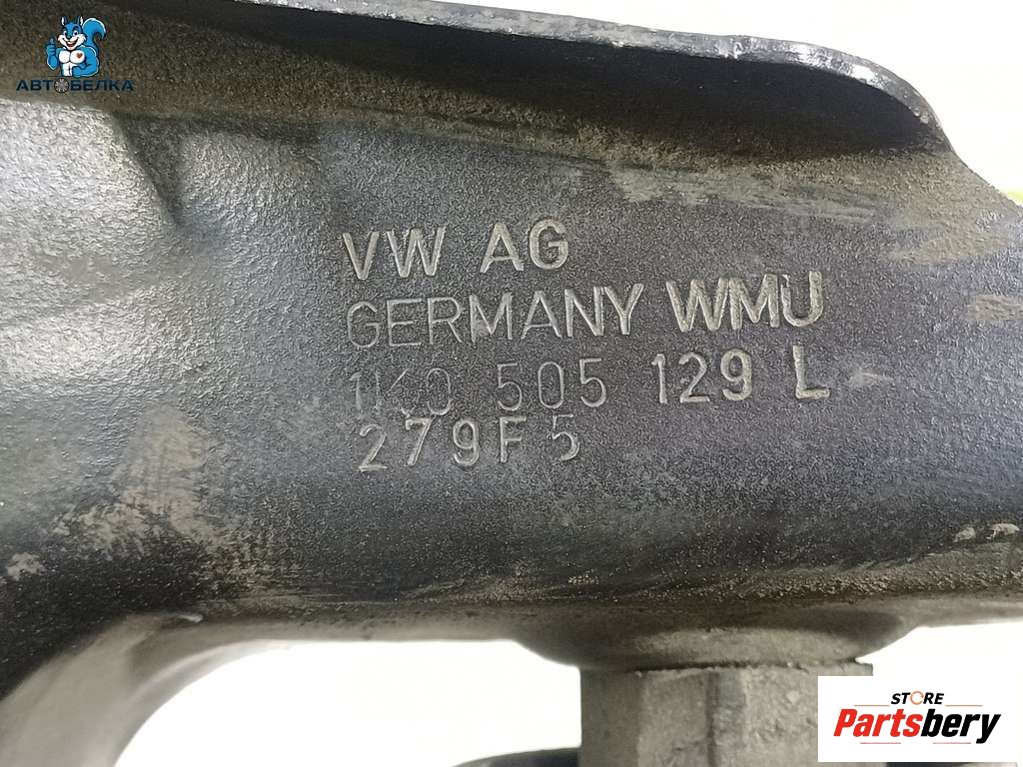 АВТОБЕЛКА
VW AG
GERMANY WMU
1K0 505 129 L
279F5
STORE
Partsbery